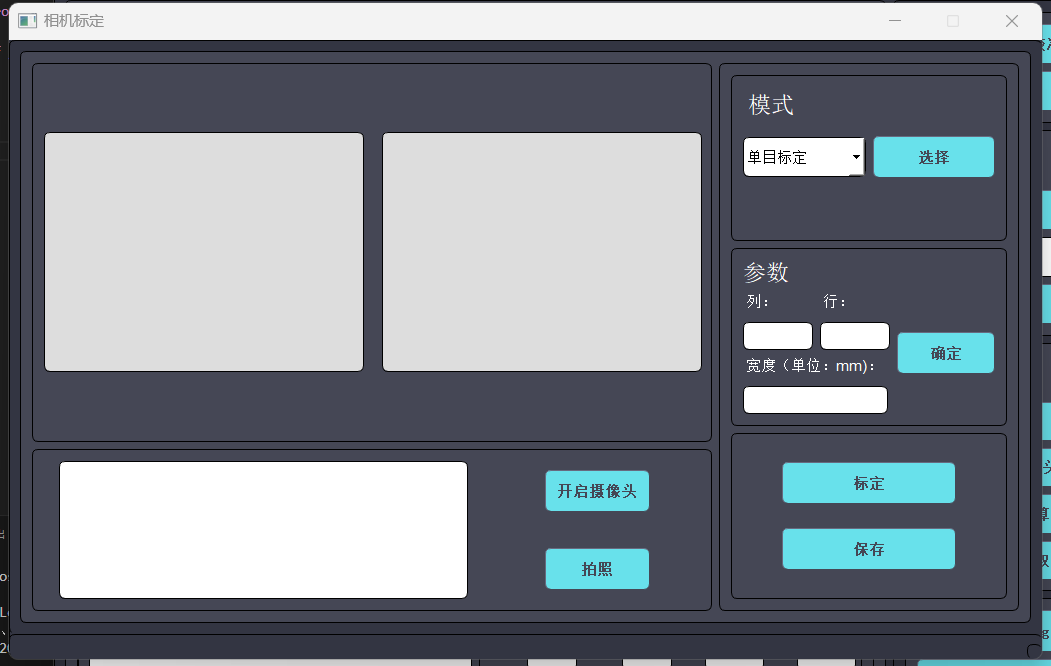 相机标定
模式
单目标定
选择
参数
列：
行：
确定
宽度（单位：mm)：
开启摄像头
拍照
标定
保存